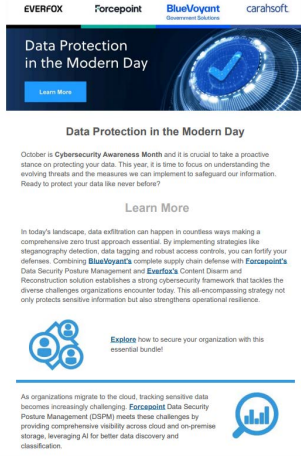 EVERFOX Forcepoint BlueVoyant carahsoft.
Government Solutions
Data Protection
in the Modern Day
Learn More
Data Protection in the Modern Day
October is Cybersecurity Awareness Month and it is crucial to take a proactive
stance on protecting your data. This year, it is time to focus on understanding the
evolving threats and the measures we can implement to safeguard our information.
Ready to protect your data like never before?
Learn More
In today's landscape, data exfiltration can happen in countless ways making a
comprehensive zero trust approach essential. By implementing strategies like
steganography detection, data tagging and robust access controls, you can fortify your
defenses. Combining BlueVoyant's complete supply chain defense with Forcepoint's
Data Security Posture Management and Everfox's Content Disarm and
Reconstruction solution establishes a strong cybersecurity framework that tackles the
diverse challenges organizations encounter today. This all-encompassing strategy not
only protects sensitive information but also strengthens operational resilience.
Explore how to secure your organization with this
essential bundle!
As organizations migrate to the cloud, tracking sensitive data
becomes increasingly challenging. Forcepoint Data Security
Posture Management (DSPM) meets these challenges by
providing comprehensive visibility across cloud and on-premise
storage, leveraging AI for better data discovery and
classification.